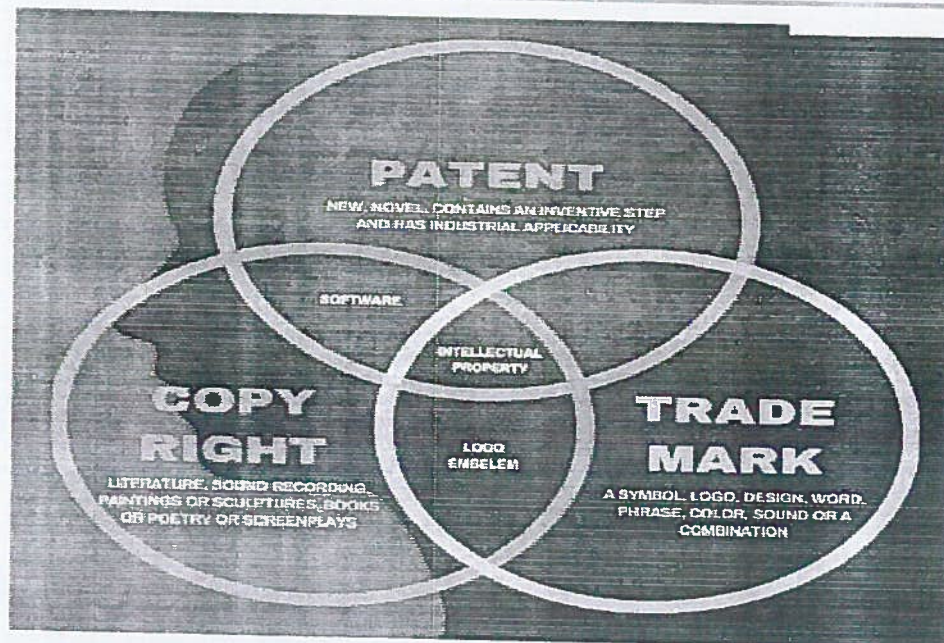 PATENT
NEW, NOVEL, CONTAINS AN INVENTIVE STEP
AND HAS INDUSTRIAL APPLICABILITY
SOFTWARE
INTELLECTUAL
PROPERTY
COPY
RIGHT
LITERATURE, SOUND RECORDING,
PAINTINGS OR SCULPTURES, BOOKS
OR POETRY OR SCREENPLAYS
LOGO
EMBELEM
TRADE
MARK
A SYMBOL, LOGO, DESIGN, WORD,
PHRASE, COLOR, SOUND OR A
COMBINATION